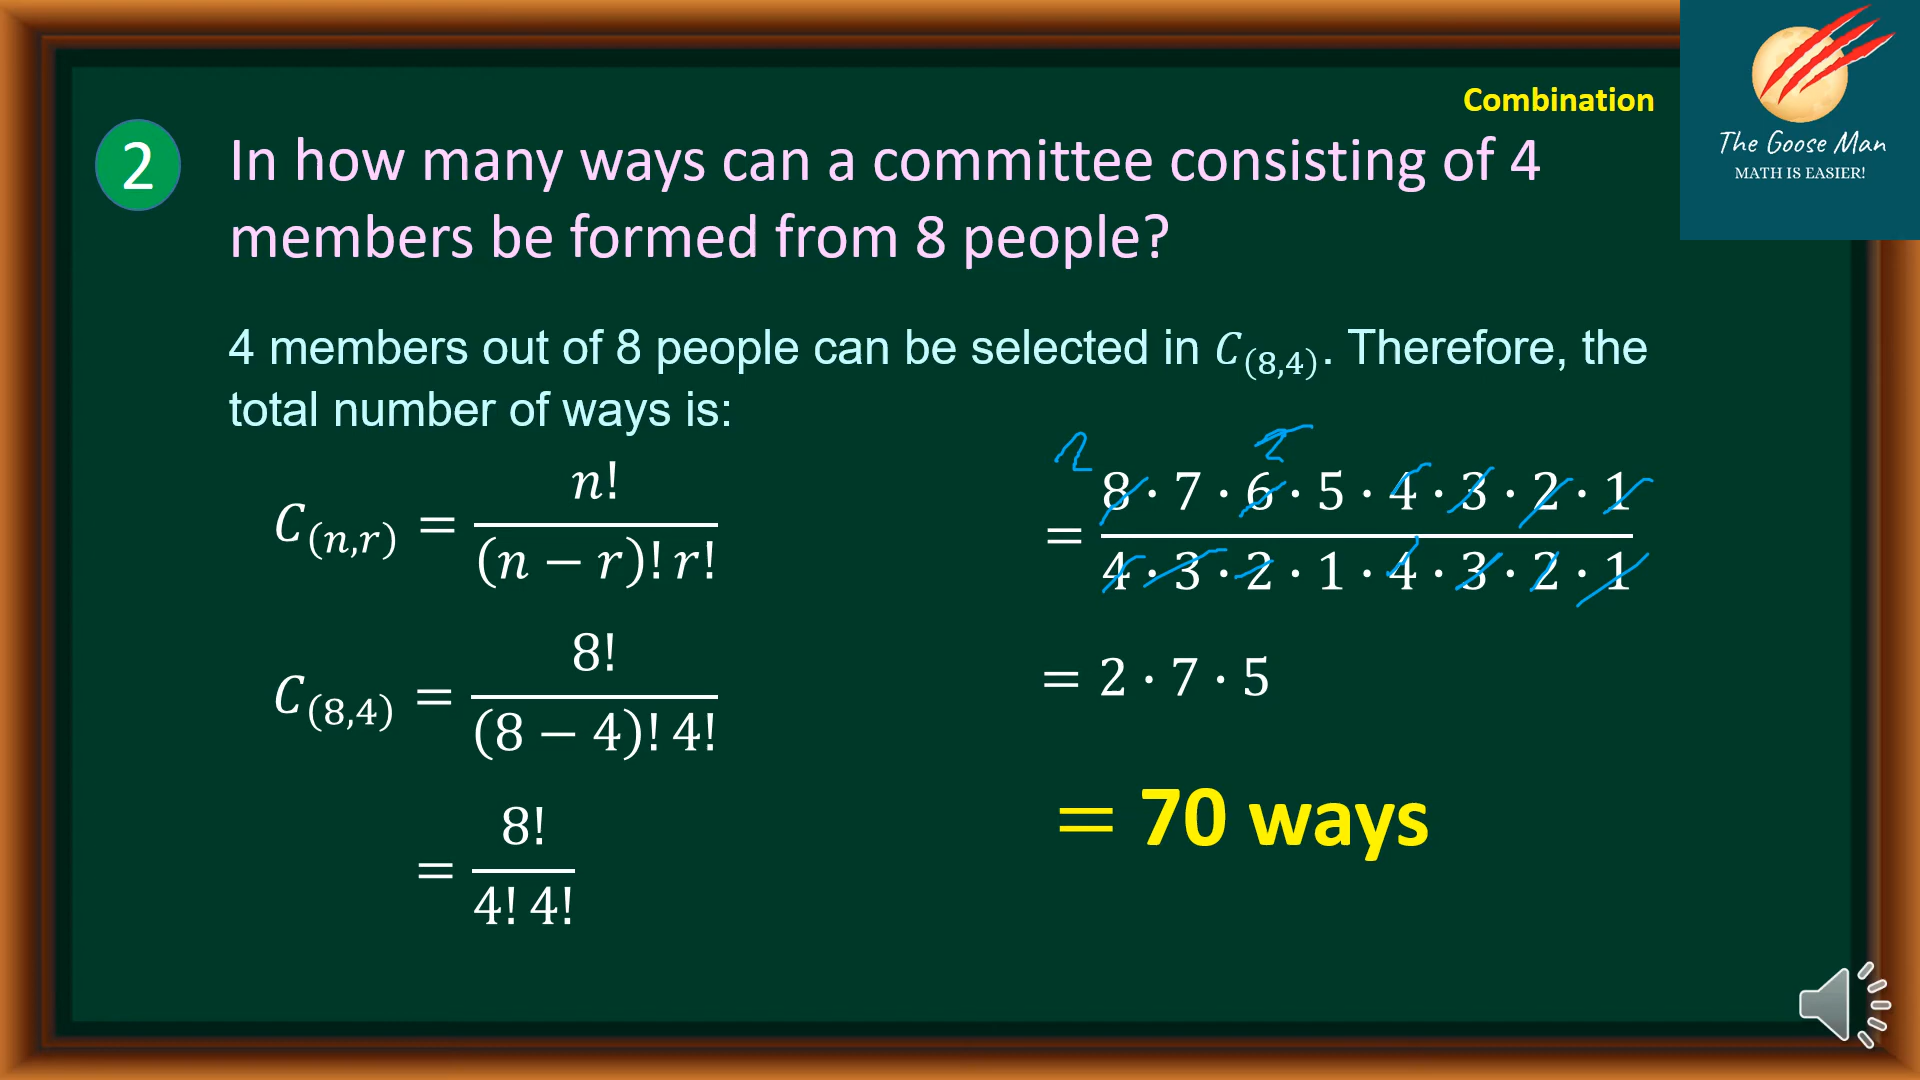 Combination
The Goose Man
MATH IS EASIER!
2
In how many ways can a committee consisting of 4
members be formed from 8 people?
4 members out of 8 people can be selected in C(8,4). Therefore, the
total number of ways is:
C(n,r) = n! / (n − r)! r!
C(8,4) = 8! / (8 − 4)! 4!
= 8! / 4! 4!
2 2
= 8 · 7 · 6 · 5 · 4 · 3 · 2 · 1 / 4 · 3 · 2 · 1 · 4 · 3 · 2 · 1
= 2 · 7 · 5
= 70 ways